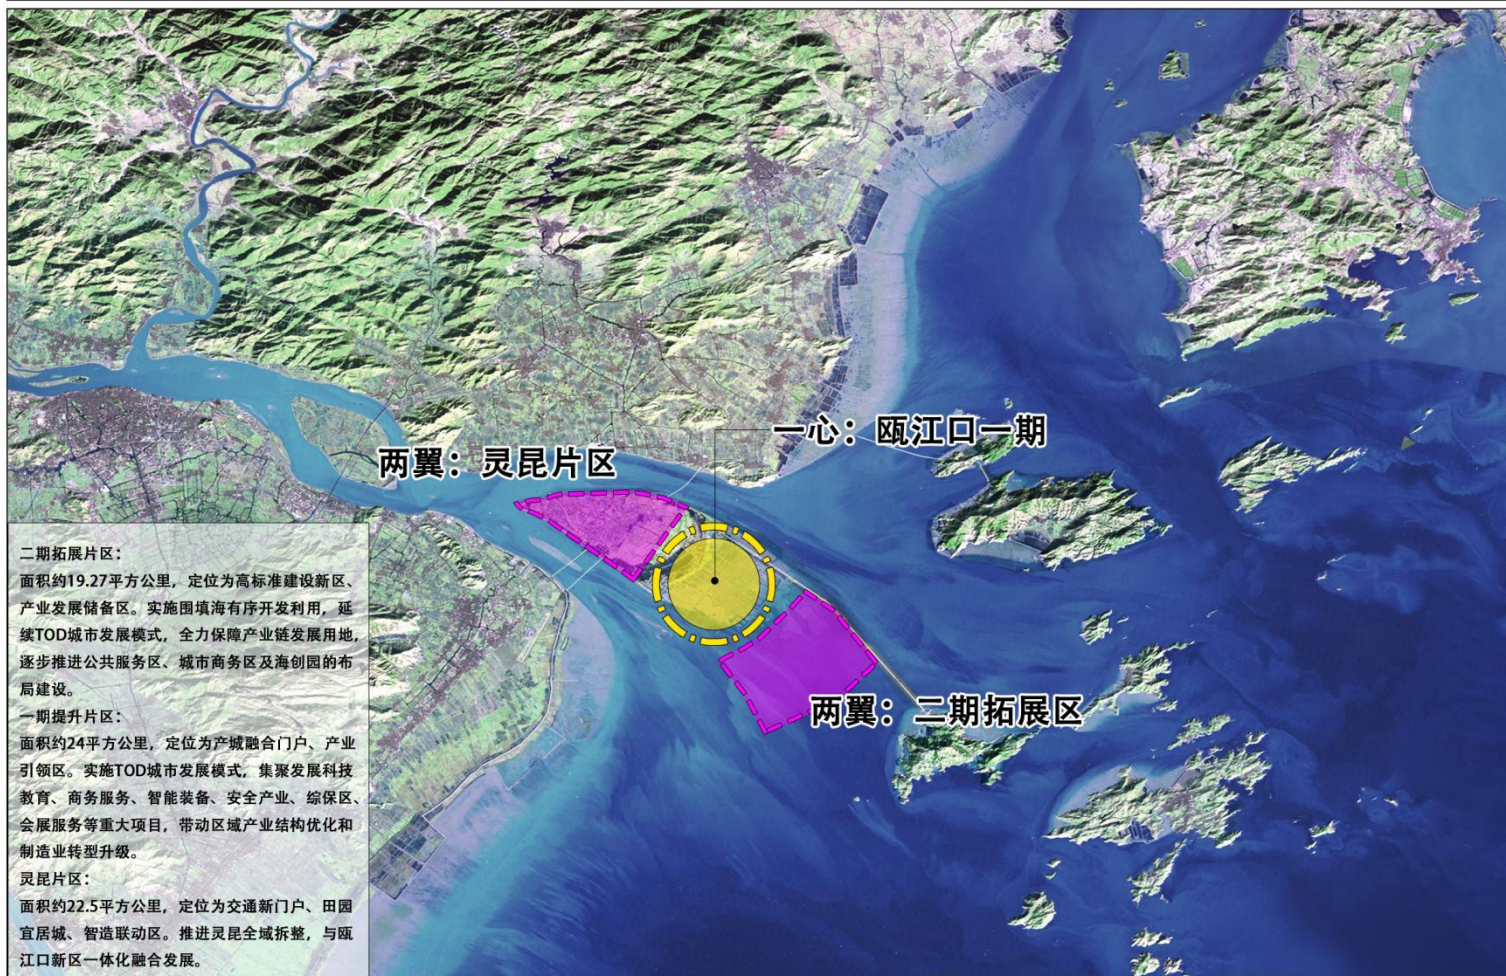 一心：瓯江口一期
两翼：灵昆片区
两翼：二期拓展区
二期拓展片区：
面积约19.27平方公里，定位为高标准建设新区、
产业发展储备区。实施围填海有序开发利用，延
续TOD城市发展模式，全力保障产业链发展用地，
逐步推进公共服务区、城市商务区及海创园的布
局建设。
一期提升片区：
面积约24平方公里，定位为产城融合门户、产业
引领区。实施TOD城市发展模式，集聚发展科技
教育、商务服务、智能装备、安全产业、综保区、
会展服务等重大项目，带动区域产业结构优化和
制造业转型升级。
灵昆片区：
面积约22.5平方公里，定位为交通新门户、田园
宜居城、智造联动区。推进灵昆全域拆整，与瓯
江口新区一体化融合发展。